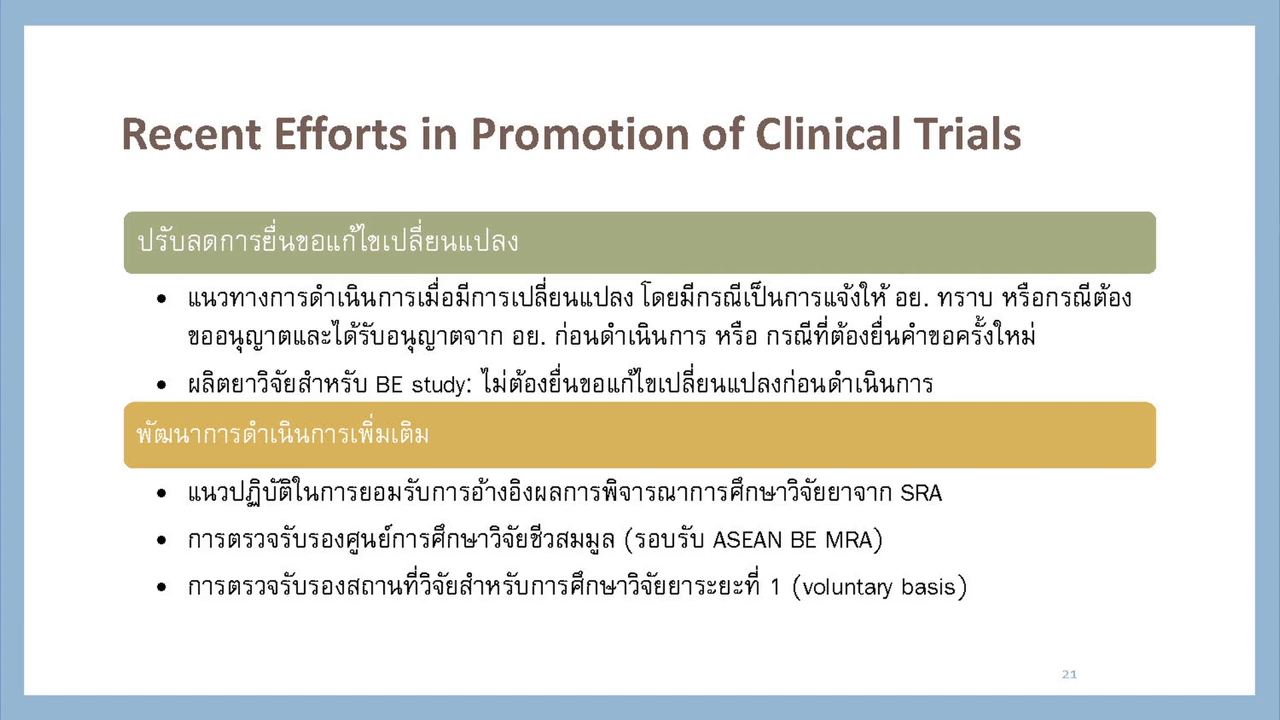 Recent Efforts in Promotion of Clinical Trials
ปรับลดการยื่นขอแก้ไขเปลี่ยนแปลง
• แนวทางการดำเนินการเมื่อมีการเปลี่ยนแปลง โดยมีกรณีเป็นการแจ้งให้ อย. ทราบ หรือกรณีต้อง
ขออนุญาตและได้รับอนุญาตจาก อย. ก่อนดำเนินการ หรือ กรณีที่ต้องยื่นคำขอครั้งใหม่
• ผลิตยาวิจัยสำหรับ BE study: ไม่ต้องยื่นขอแก้ไขเปลี่ยนแปลงก่อนดำเนินการ
พัฒนาการดำเนินการเพิ่มเติม
• แนวปฏิบัติในการยอมรับการอ้างอิงผลการพิจารณาการศึกษาวิจัยยาจาก SRA
• การตรวจรับรองศูนย์การศึกษาวิจัยชีวสมมูล (รอบรับ ASEAN BE MRA)
• การตรวจรับรองสถานที่วิจัยสำหรับการศึกษาวิจัยยาระยะที่ 1 (voluntary basis)
21